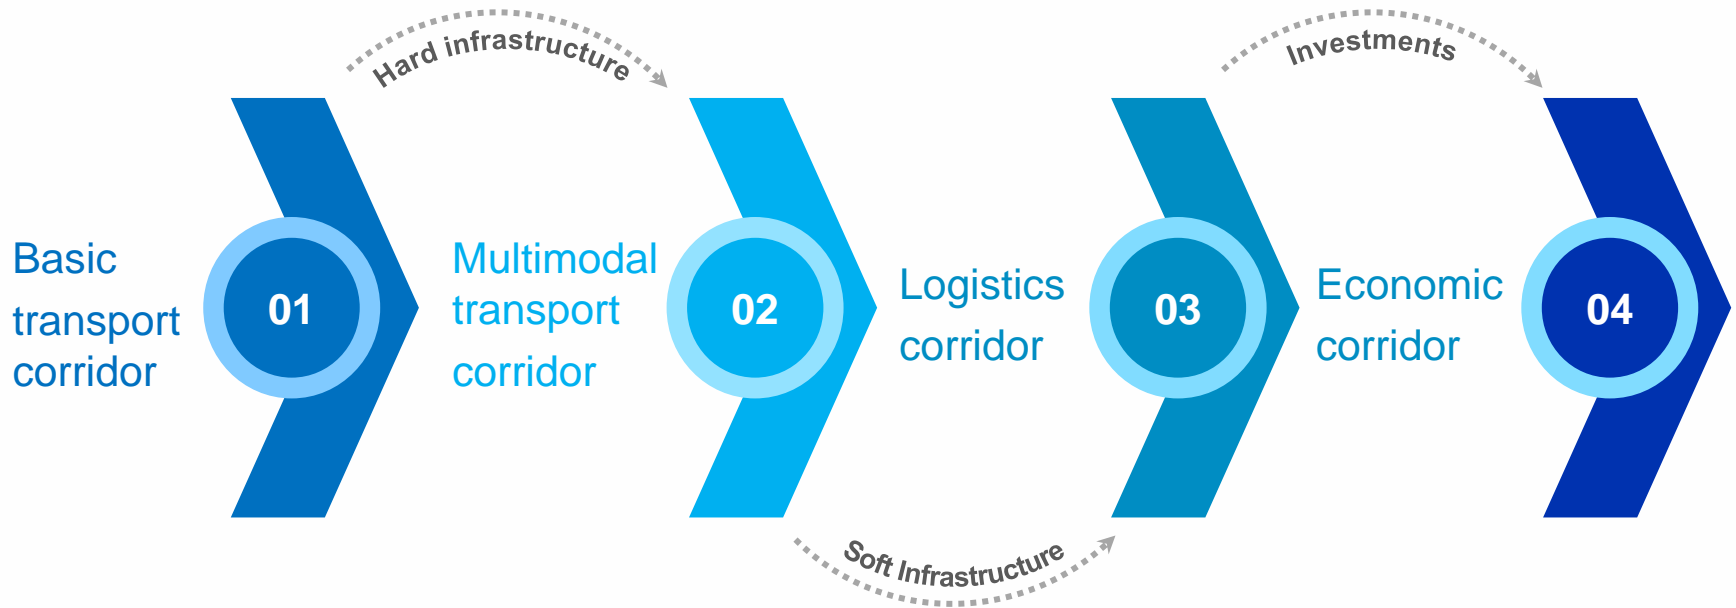 Hard infrastructure
Investments
Basic
transport
corridor
01
Multimodal
transport
corridor
02
Logistics
corridor
03
Economic
corridor
04
Soft Infrastructure